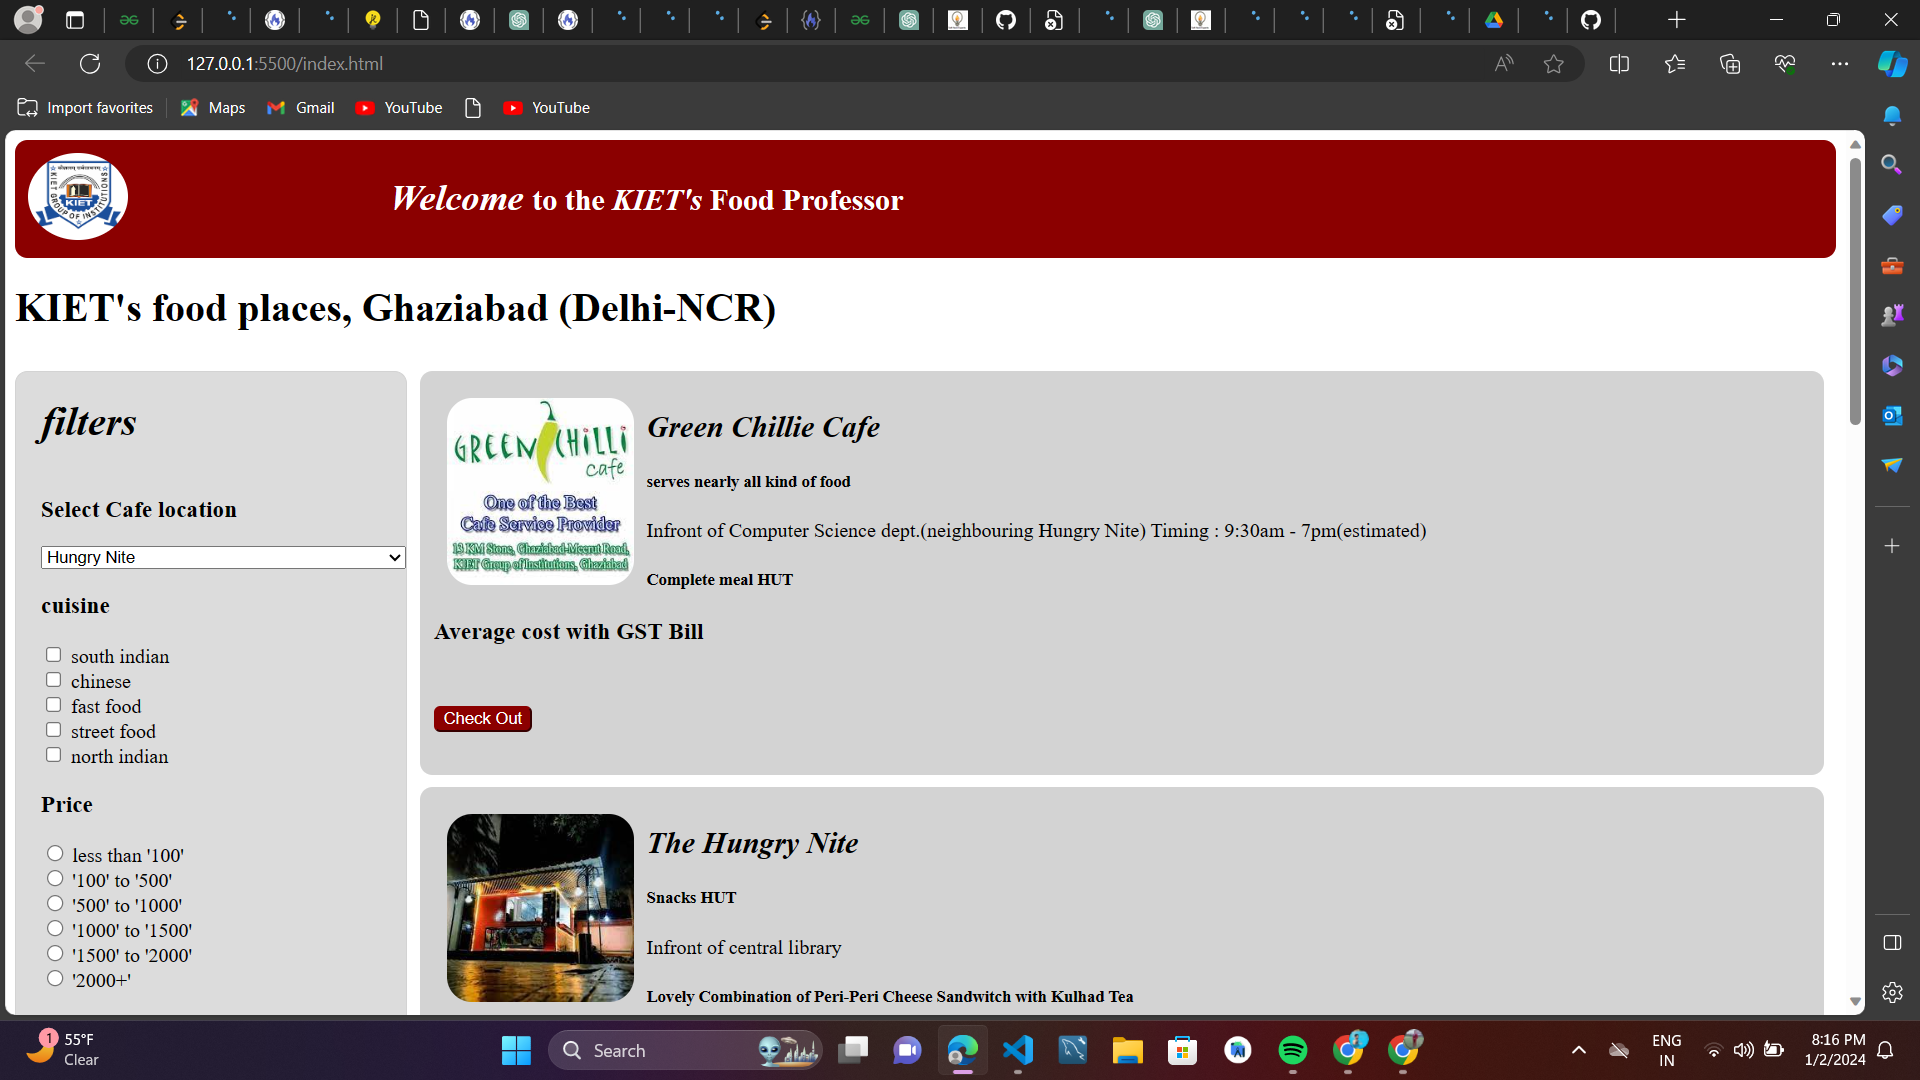 127.0.0.1:5500/index.html
Import favorites
Maps
Gmail
YouTube
YouTube
KIET GROUP OF INSTITUTIONS
KIET
Welcome to the KIET's Food Professor
KIET's food places, Ghaziabad (Delhi-NCR)
filters
Select Cafe location
Hungry Nite
cuisine
south indian
chinese
fast food
street food
north indian
Price
less than '100'
'100' to '500'
'500' to '1000'
'1000' to '1500'
'1500' to '2000'
'2000+'
GREEN CHILLI
cafe
One of the Best
Cafe Service Provider
13 KM Stone, Ghaziabad-Meerut Road,
KIET Group of Institutions, Ghaziabad
Green Chillie Cafe
serves nearly all kind of food
Infront of Computer Science dept.(neighbouring Hungry Nite) Timing : 9:30am - 7pm(estimated)
Complete meal HUT
Average cost with GST Bill
Check Out
The Hungry Nite
Snacks HUT
Infront of central library
Lovely Combination of Peri-Peri Cheese Sandwitch with Kulhad Tea
1
55°F
Clear
Search
ENG
IN
8:16 PM
1/2/2024